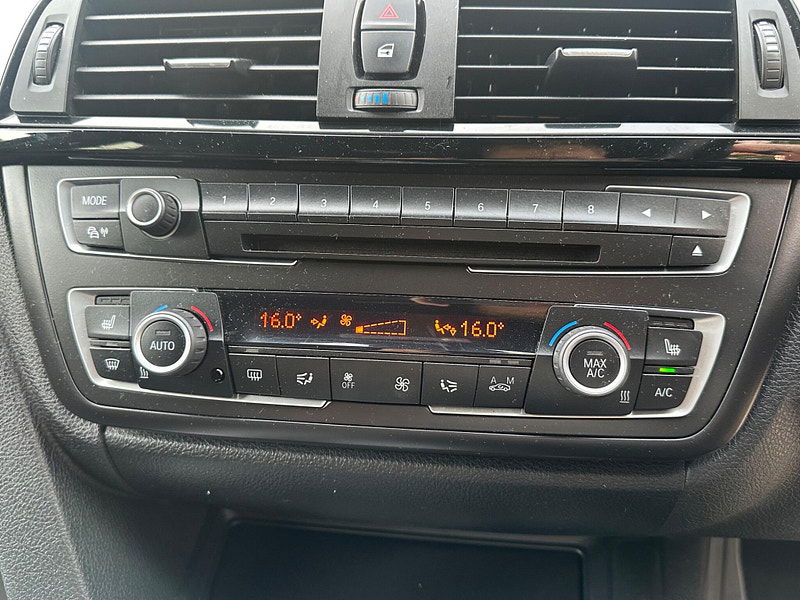 MODE 1 2 3 4 5 6 7 8
16.0° 16.0°
AUTO MAX A/C
OFF A M A/C